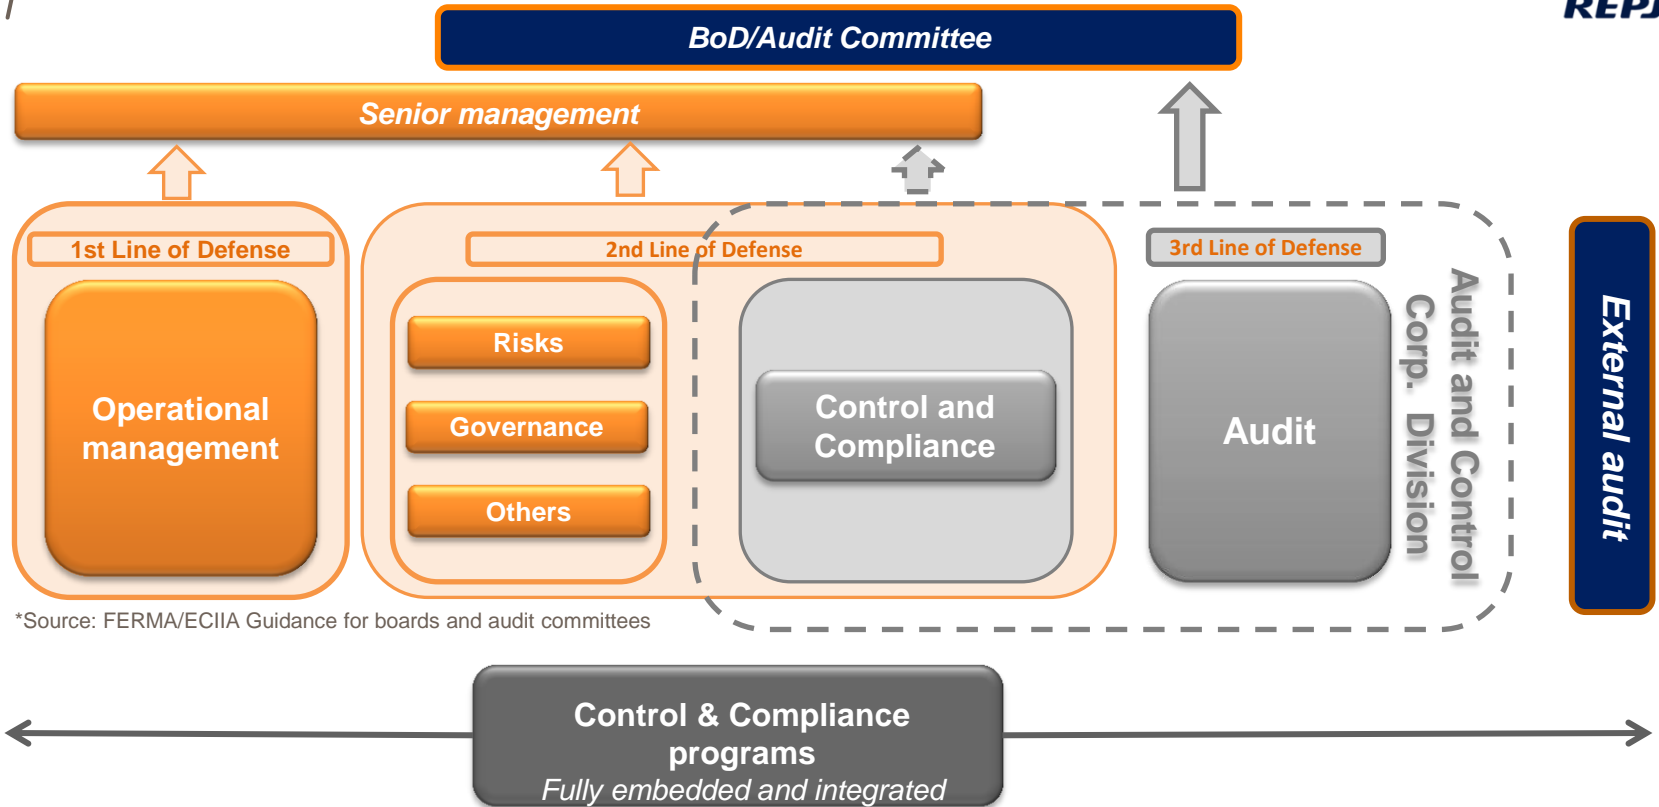 BoD/Audit Committee
Senior management
1st Line of Defense
2nd Line of Defense
3rd Line of Defense
Operational
management
Risks
Governance
Others
Control and
Compliance
Audit
Audit and Control
Corp. Division
External audit
*Source: FERMA/ECIIA Guidance for boards and audit committees
Control & Compliance
programs
Fully embedded and integrated